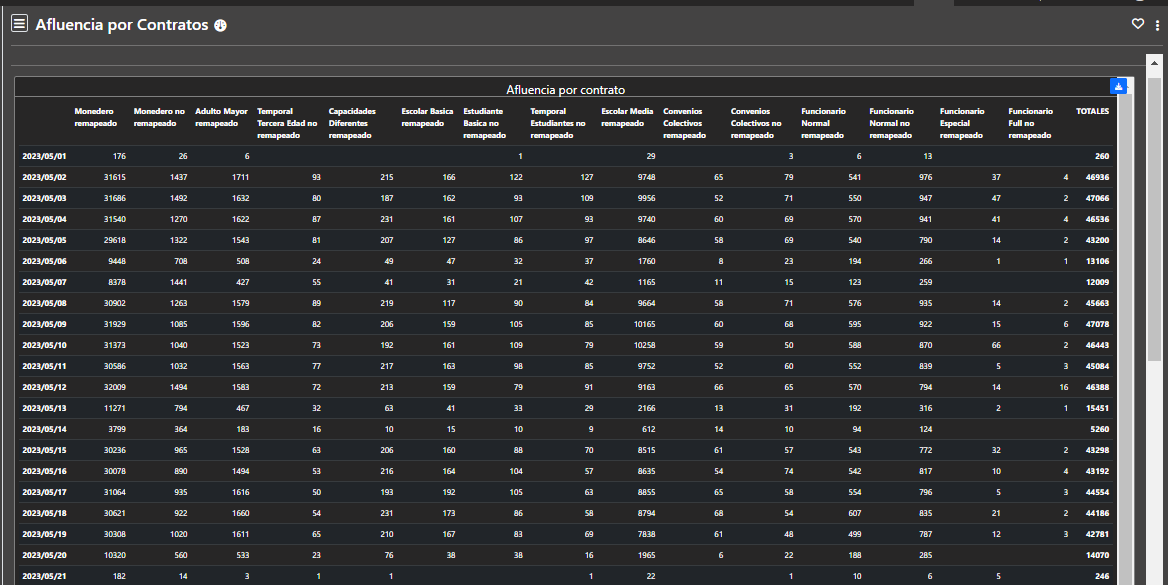 Afluencia por Contratos
Afluencia por contrato
Monedero remapeado Monedero no remapeado Adulto Mayor remapeado Temporal Tercera Edad no remapeado Capacidades Diferentes remapeado Escolar Basica remapeado Estudiante Basica no remapeado Temporal Estudiantes no remapeado Escolar Media remapeado Convenios Colectivos remapeado Convenios Colectivos no remapeado Funcionario Normal remapeado Funcionario Normal no remapeado Funcionario Especial remapeado Funcionario Full no remapeado TOTALES
2023/05/01 176 26 6 1 29 3 6 13 260
2023/05/02 31615 1437 1711 93 215 166 122 127 9748 65 79 541 976 37 4 46936
2023/05/03 31686 1492 1632 80 187 162 93 109 9956 52 71 550 947 47 2 47066
2023/05/04 31540 1270 1622 87 231 161 107 93 9740 60 69 570 941 41 4 46536
2023/05/05 29618 1322 1543 81 207 127 86 97 8646 58 69 540 790 14 2 43200
2023/05/06 9448 708 508 24 49 47 32 37 1760 8 23 194 266 1 1 13106
2023/05/07 8378 1441 427 55 41 31 21 42 1165 11 15 123 259 12009
2023/05/08 30902 1263 1579 89 219 117 90 84 9664 58 71 576 935 14 2 45663
2023/05/09 31929 1085 1596 82 206 159 105 85 10165 60 68 595 922 15 6 47078
2023/05/10 31373 1040 1523 73 192 161 109 79 10258 59 50 588 870 66 2 46443
2023/05/11 30586 1032 1563 77 217 163 98 85 9752 52 60 552 839 5 3 45084
2023/05/12 32009 1494 1583 72 213 159 79 91 9163 66 65 570 794 14 16 46388
2023/05/13 11271 794 467 32 63 41 33 29 2166 13 31 192 316 2 1 15451
2023/05/14 3799 364 183 16 10 15 10 9 612 14 10 94 124 5260
2023/05/15 30236 965 1528 63 206 160 88 70 8515 61 57 543 772 32 2 43298
2023/05/16 30078 890 1494 53 216 164 104 57 8635 54 74 542 817 10 4 43192
2023/05/17 31064 935 1616 50 193 192 105 63 8855 65 58 554 796 5 3 44554
2023/05/18 30621 922 1660 54 231 173 86 58 8794 68 54 607 835 21 2 44186
2023/05/19 30308 1020 1611 65 210 167 83 69 7838 61 48 499 787 12 3 42781
2023/05/20 10320 560 533 23 76 38 38 16 1965 6 22 188 285 14070
2023/05/21 182 14 3 1 1 1 22 1 10 6 5 246